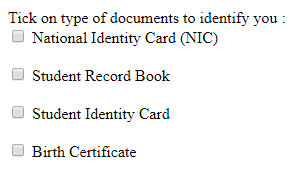 Tick on type of documents to identify you :
National Identity Card (NIC)
Student Record Book
Student Identity Card
Birth Certificate